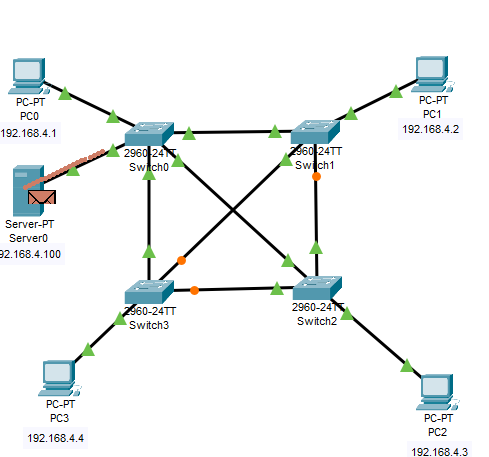 PC-PT
PC0
192.168.4.1
PC-PT
PC1
192.168.4.2
2960-24TT
Switch0
2960-24TT
Switch1
Server-PT
Server0
92.168.4.100
2960-24TT
Switch3
2960-24TT
Switch2
PC-PT
PC3
192.168.4.4
PC-PT
PC2
192.168.4.3